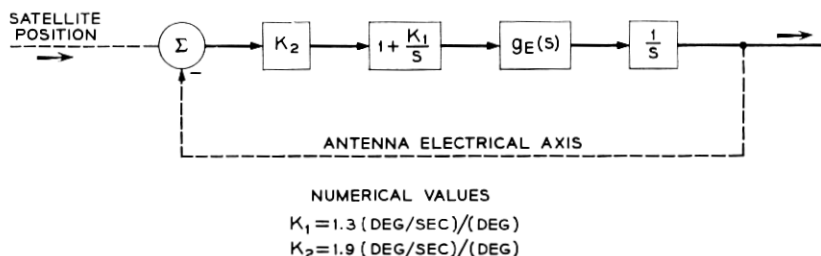 SATELLITE
POSITION
Σ
−
K₂
1 + K₁/S
gE(s)
1/S
ANTENNA ELECTRICAL AXIS
NUMERICAL VALUES
K₁ = 1.3 (DEG/SEC)/(DEG)
K₂ = 1.9 (DEG/SEC)/(DEG)